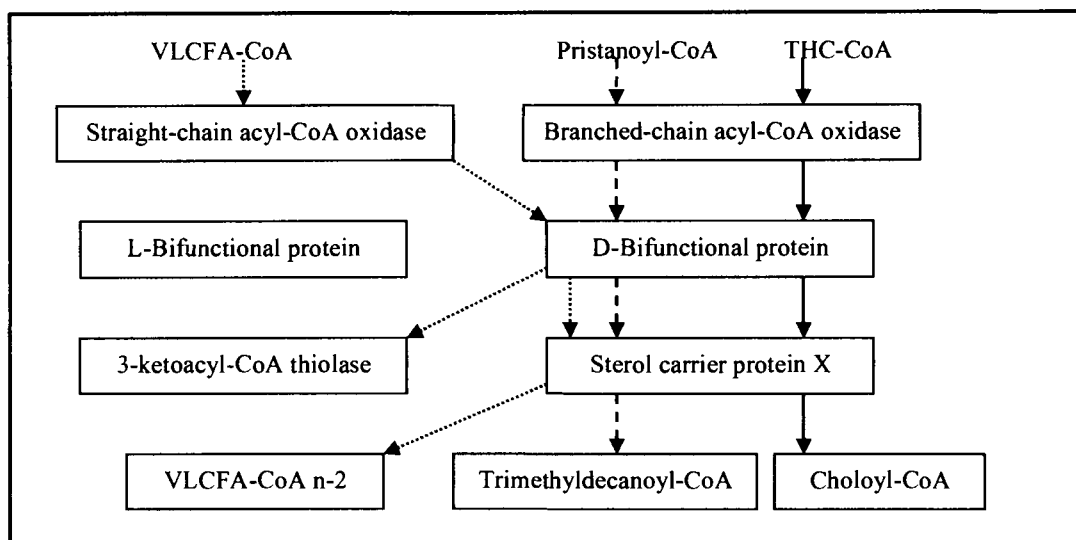 VLCFA-CoA Pristanoyl-CoA THC-CoA
Straight-chain acyl-CoA oxidase Branched-chain acyl-CoA oxidase
L-Bifunctional protein D-Bifunctional protein
3-ketoacyl-CoA thiolase Sterol carrier protein X
VLCFA-CoA n-2 Trimethyldecanoyl-CoA Choloyl-CoA